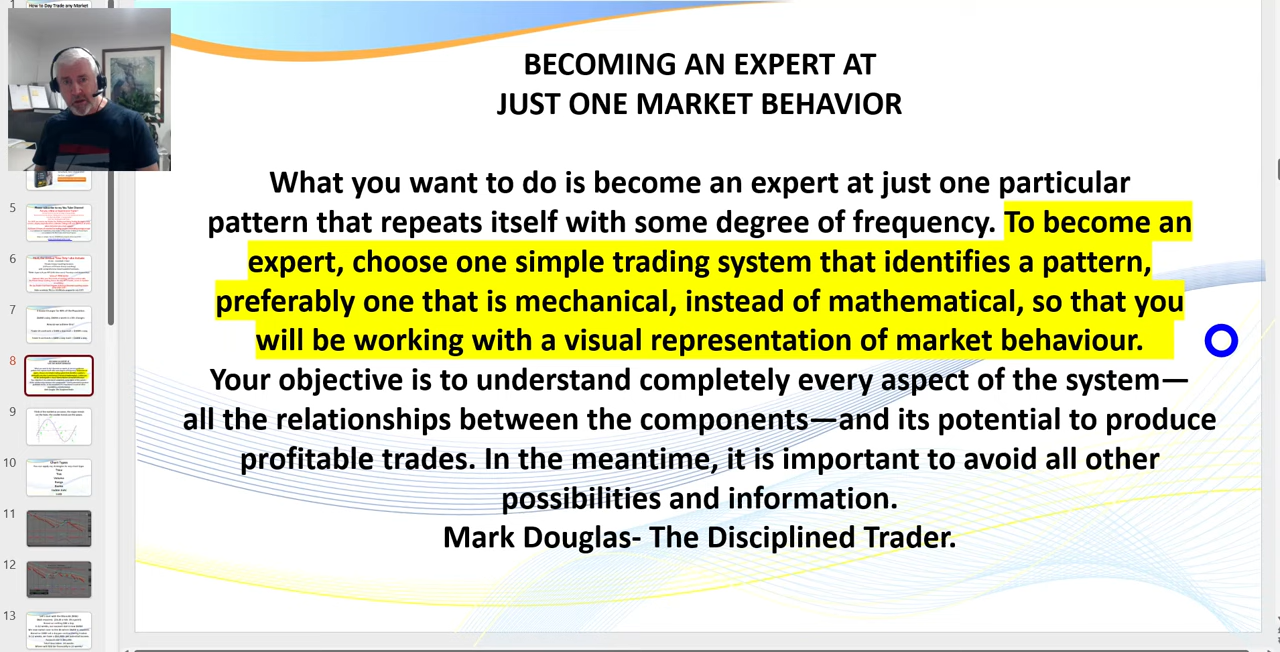 How to Day Trade any Market
BECOMING AN EXPERT AT
JUST ONE MARKET BEHAVIOR
What you want to do is become an expert at just one particular
pattern that repeats itself with some degree of frequency. To become an
expert, choose one simple trading system that identifies a pattern,
preferably one that is mechanical, instead of mathematical, so that you
will be working with a visual representation of market behaviour.
Your objective is to understand completely every aspect of the system—
all the relationships between the components—and its potential to produce
profitable trades. In the meantime, it is important to avoid all other
possibilities and information.
Mark Douglas- The Disciplined Trader.
5
6
7
8
9
10
11
12
13